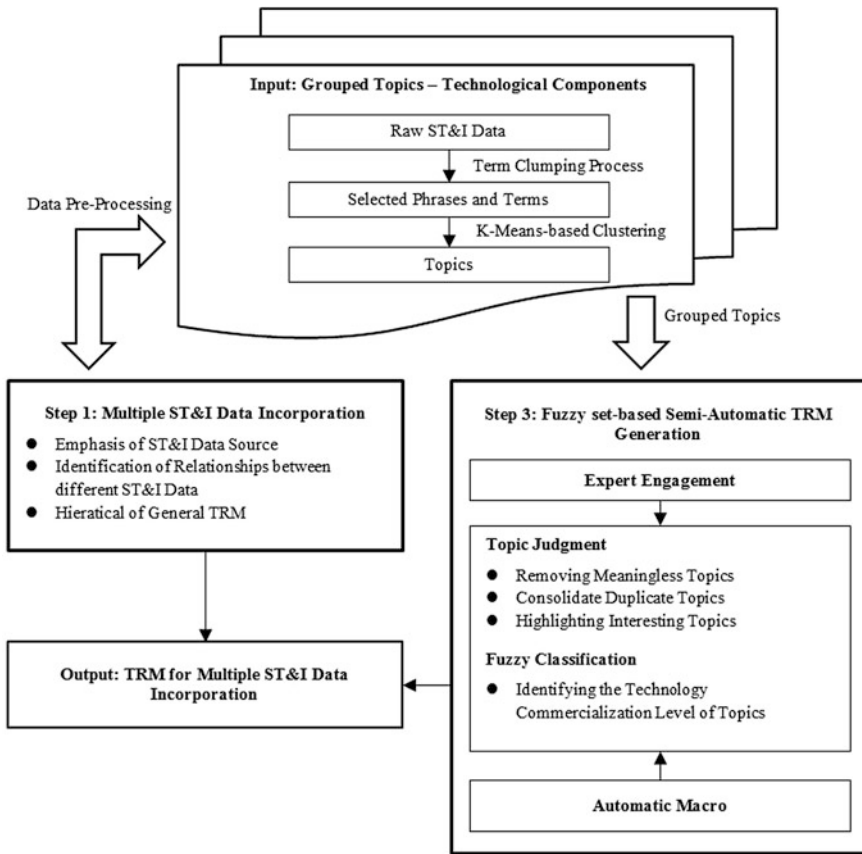 Input: Grouped Topics – Technological Components
Raw ST&I Data
Term Clumping Process
Selected Phrases and Terms
K-Means-based Clustering
Topics
Data Pre-Processing
Grouped Topics
Step 1: Multiple ST&I Data Incorporation
● Emphasis of ST&I Data Source
● Identification of Relationships between
different ST&I Data
● Hieratical of General TRM
Output: TRM for Multiple ST&I Data
Incorporation
Step 3: Fuzzy set-based Semi-Automatic TRM
Generation
Expert Engagement
Topic Judgment
● Removing Meaningless Topics
● Consolidate Duplicate Topics
● Highlighting Interesting Topics
Fuzzy Classification
● Identifying the Technology
Commercialization Level of Topics
Automatic Macro